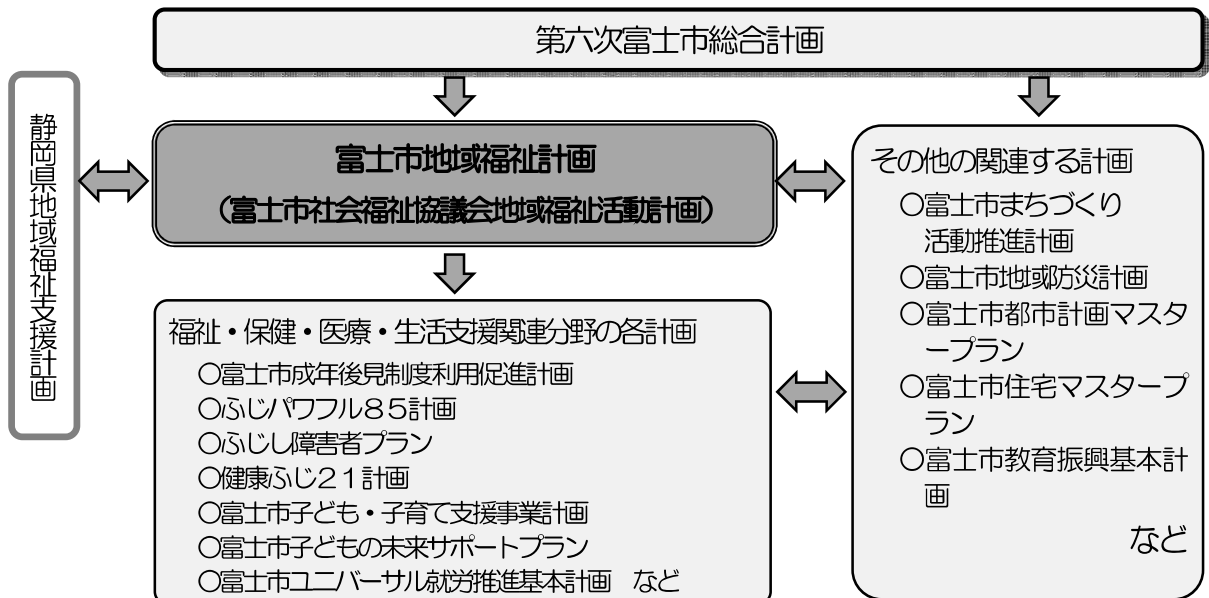 第六次富士市総合計画
静岡県地域福祉支援計画
富士市地域福祉計画
（富士市社会福祉協議会地域福祉活動計画）
福祉・保健・医療・生活支援関連分野の各計画
○富士市成年後見制度利用促進計画
○ふじパワフル８５計画
○ふじし障害者プラン
○健康ふじ２１計画
○富士市子ども・子育て支援事業計画
○富士市子どもの未来サポートプラン
○富士市ユニバーサル就労推進基本計画　など
その他の関連する計画
○富士市まちづくり
活動推進計画
○富士市地域防災計画
○富士市都市計画マスタ
ープラン
○富士市住宅マスタープ
ラン
○富士市教育振興基本計
画
など